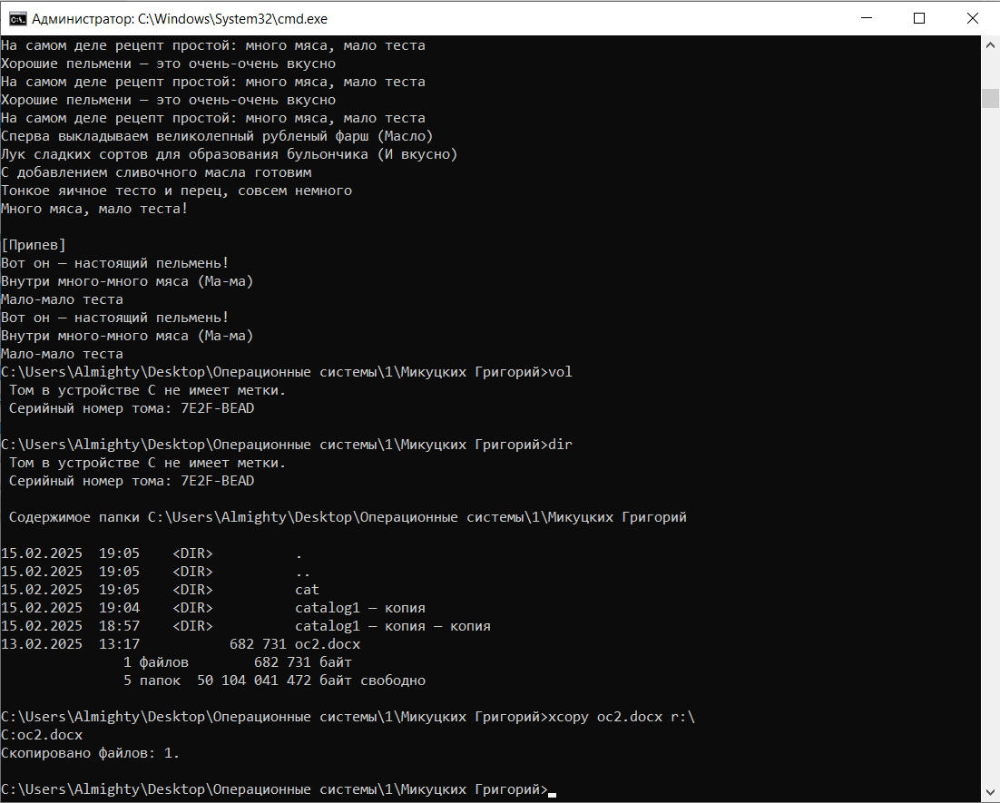 Администратор: C:\Windows\System32\cmd.exe
На самом деле рецепт простой: много мяса, мало теста
Хорошие пельмени — это очень-очень вкусно
На самом деле рецепт простой: много мяса, мало теста
Хорошие пельмени — это очень-очень вкусно
На самом деле рецепт простой: много мяса, мало теста
Сперва выкладываем великолепный рубленый фарш (Масло)
Лук сладких сортов для образования бульончика (И вкусно)
С добавлением сливочного масла готовим
Тонкое яичное тесто и перец, совсем немного
Много мяса, мало теста!
[Припев]
Вот он — настоящий пельмень!
Внутри много-много мяса (Ма-ма)
Мало-мало теста
Вот он — настоящий пельмень!
Внутри много-много мяса (Ма-ма)
Мало-мало теста
C:\Users\Almighty\Desktop\Операционные системы\1\Микуцких Григорий>vol
 Том в устройстве C не имеет метки.
 Серийный номер тома: 7E2F-BEAD
C:\Users\Almighty\Desktop\Операционные системы\1\Микуцких Григорий>dir
 Том в устройстве C не имеет метки.
 Серийный номер тома: 7E2F-BEAD
 Содержимое папки C:\Users\Almighty\Desktop\Операционные системы\1\Микуцких Григорий
15.02.2025  19:05    <DIR>          .
15.02.2025  19:05    <DIR>          ..
15.02.2025  19:05    <DIR>          cat
15.02.2025  19:04    <DIR>          catalog1 — копия
15.02.2025  18:57    <DIR>          catalog1 — копия — копия
13.02.2025  13:17           682 731 oc2.docx
               1 файлов        682 731 байт
               5 папок  50 104 041 472 байт свободно
C:\Users\Almighty\Desktop\Операционные системы\1\Микуцких Григорий>xcopy oc2.docx r:\
C:oc2.docx
Скопировано файлов: 1.
C:\Users\Almighty\Desktop\Операционные системы\1\Микуцких Григорий>